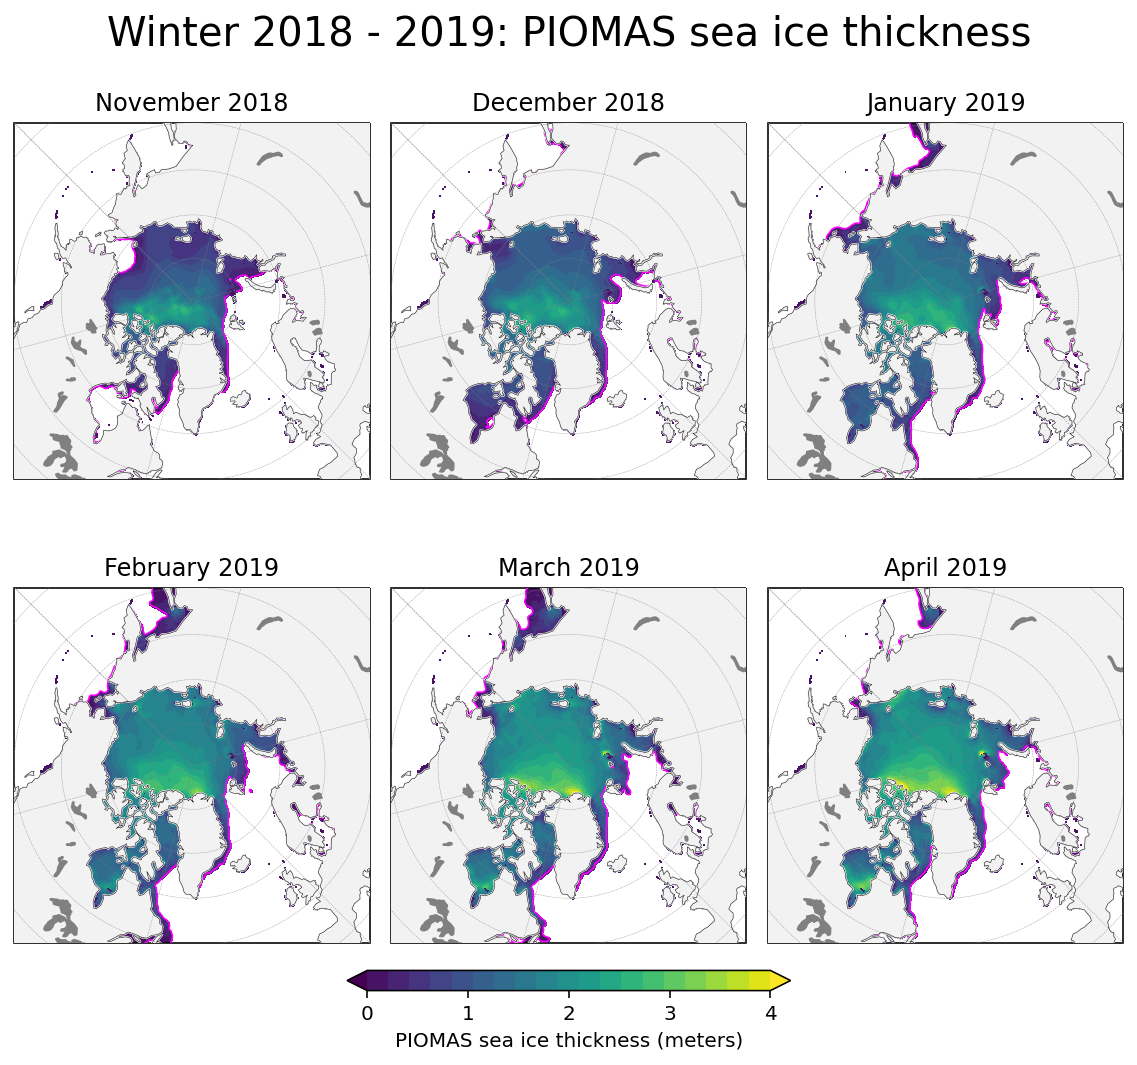 Winter 2018 - 2019: PIOMAS sea ice thickness
November 2018
December 2018
January 2019
February 2019
March 2019
April 2019
0 1 2 3 4
PIOMAS sea ice thickness (meters)